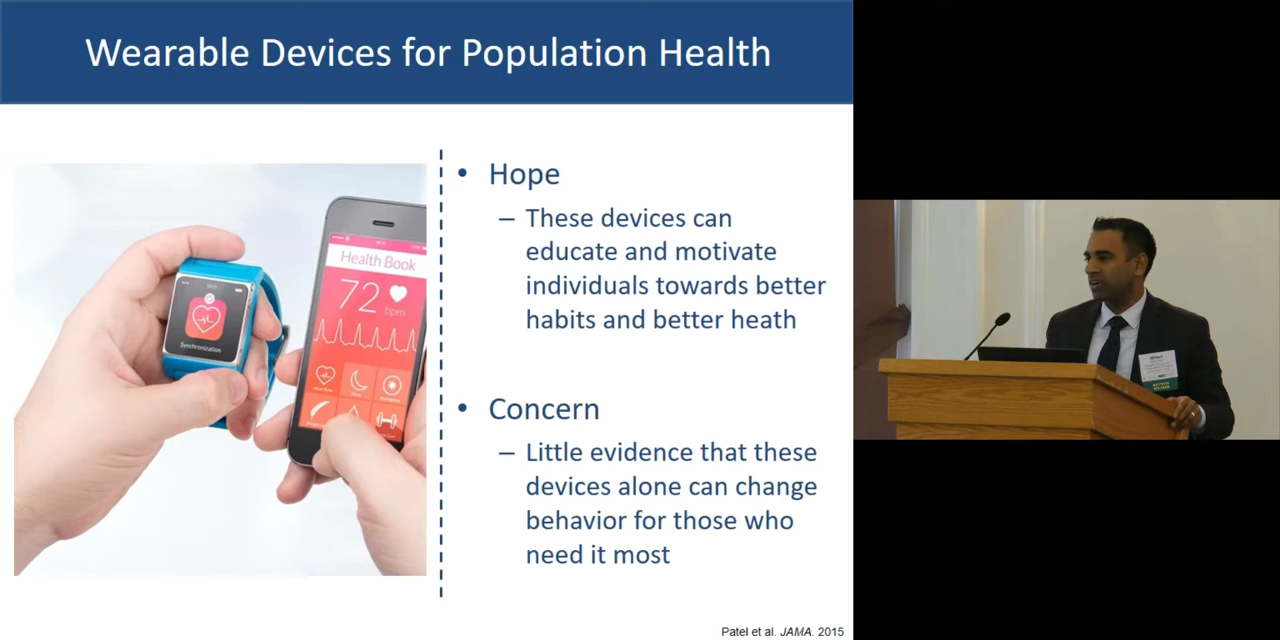 Wearable Devices for Population Health
• Hope
– These devices can
educate and motivate
individuals towards better
habits and better heath
• Concern
– Little evidence that these
devices alone can change
behavior for those who
need it most
Health Book
72
bpm
Synchronization
Patel et al. JAMA. 2015